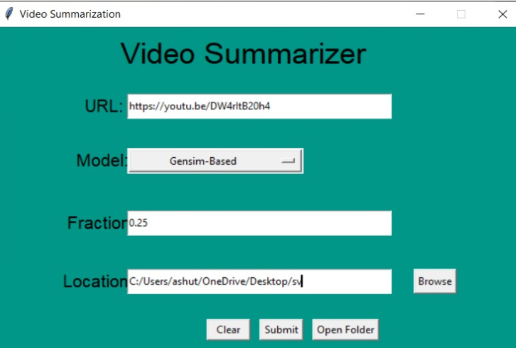 Video Summarization
Video Summarizer
URL: https://youtu.be/DW4rltB20h4
Model: Gensim-Based
Fraction 0.25
Location C:/Users/ashut/OneDrive/Desktop/sv Browse
Clear Submit Open Folder